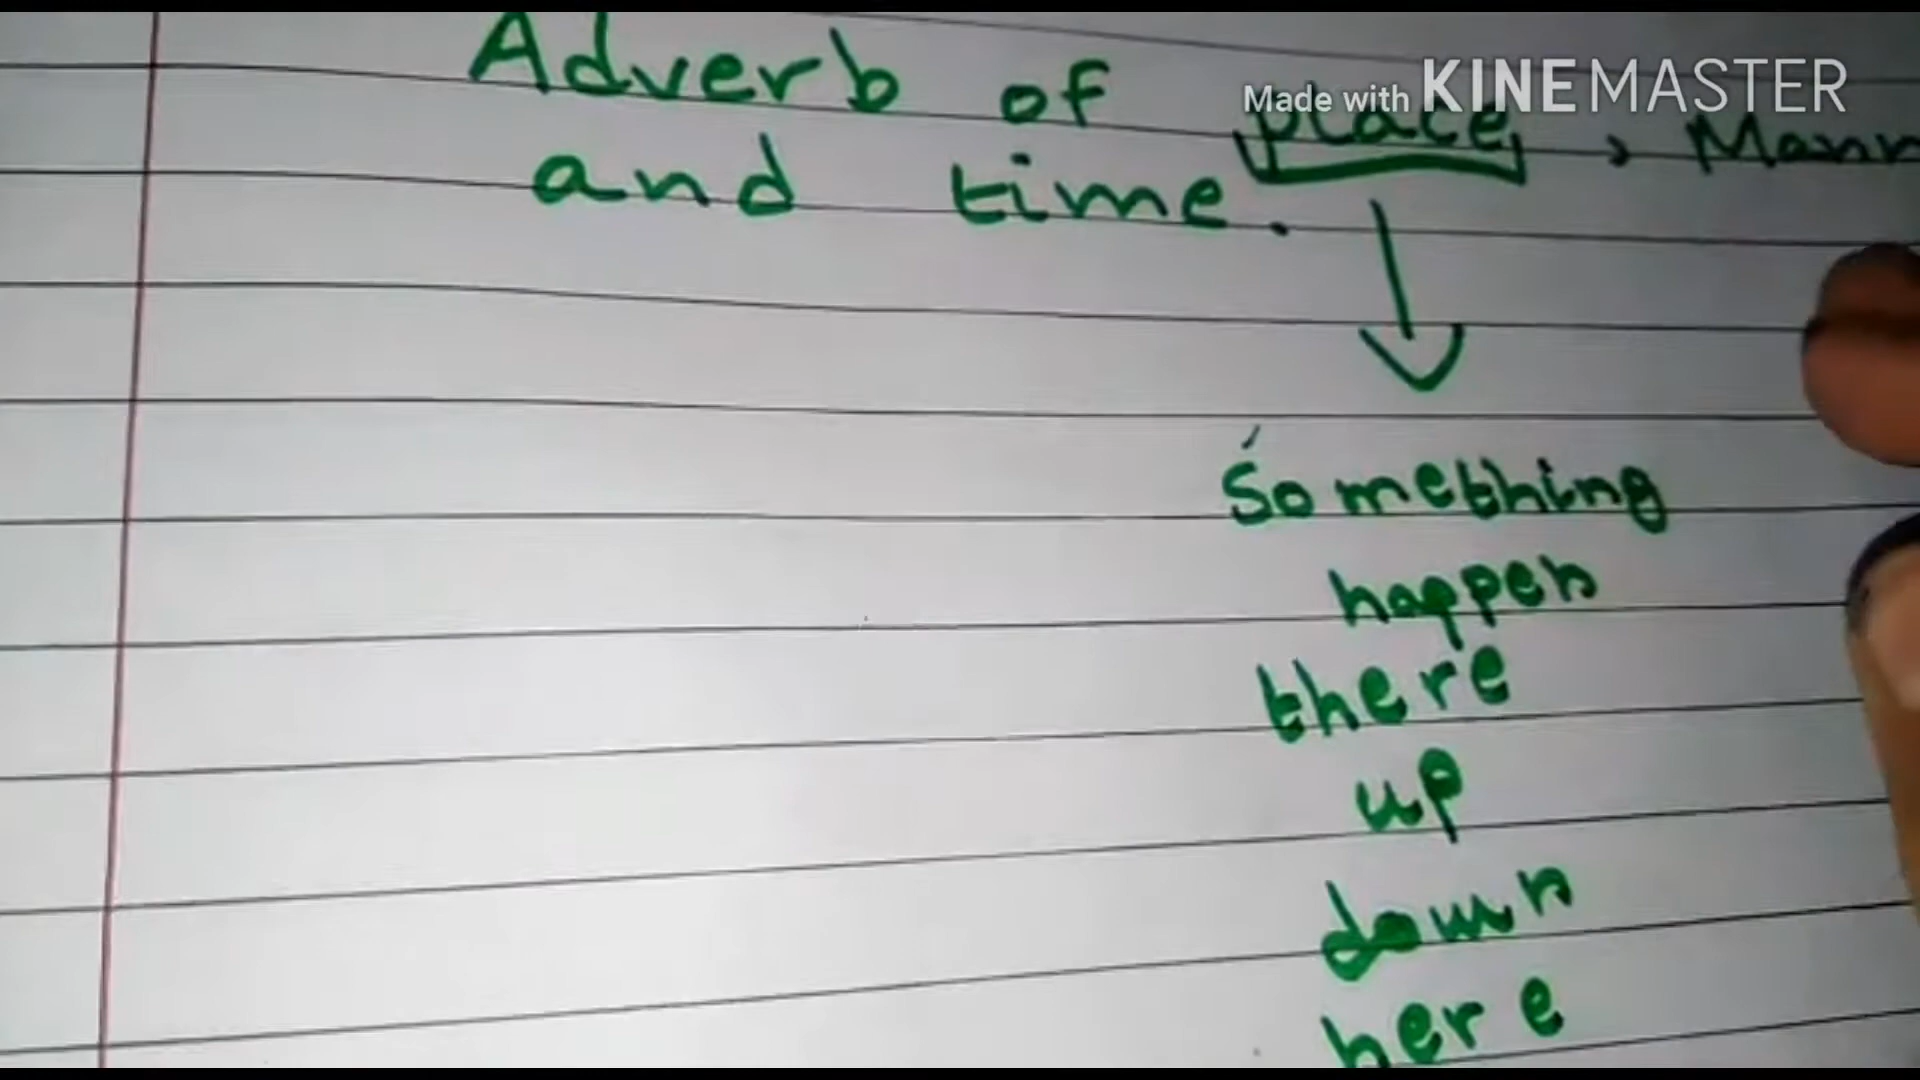 Made with KINEMASTER
Adverb of place, Mann
and time.
Something
happen
there
up
down
here